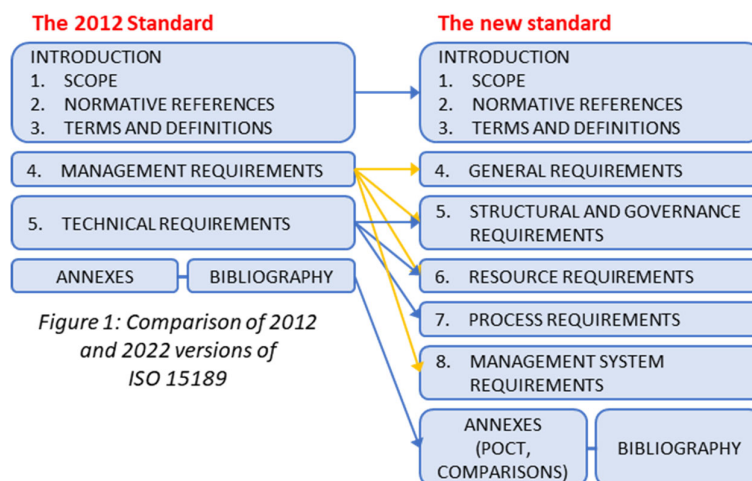 The 2012 Standard
INTRODUCTION
1. SCOPE
2. NORMATIVE REFERENCES
3. TERMS AND DEFINITIONS
4. MANAGEMENT REQUIREMENTS
5. TECHNICAL REQUIREMENTS
ANNEXES
BIBLIOGRAPHY
Figure 1: Comparison of 2012
and 2022 versions of
ISO 15189
The new standard
INTRODUCTION
1. SCOPE
2. NORMATIVE REFERENCES
3. TERMS AND DEFINITIONS
4. GENERAL REQUIREMENTS
5. STRUCTURAL AND GOVERNANCE
REQUIREMENTS
6. RESOURCE REQUIREMENTS
7. PROCESS REQUIREMENTS
8. MANAGEMENT SYSTEM
REQUIREMENTS
ANNEXES
(POCT,
COMPARISONS)
BIBLIOGRAPHY